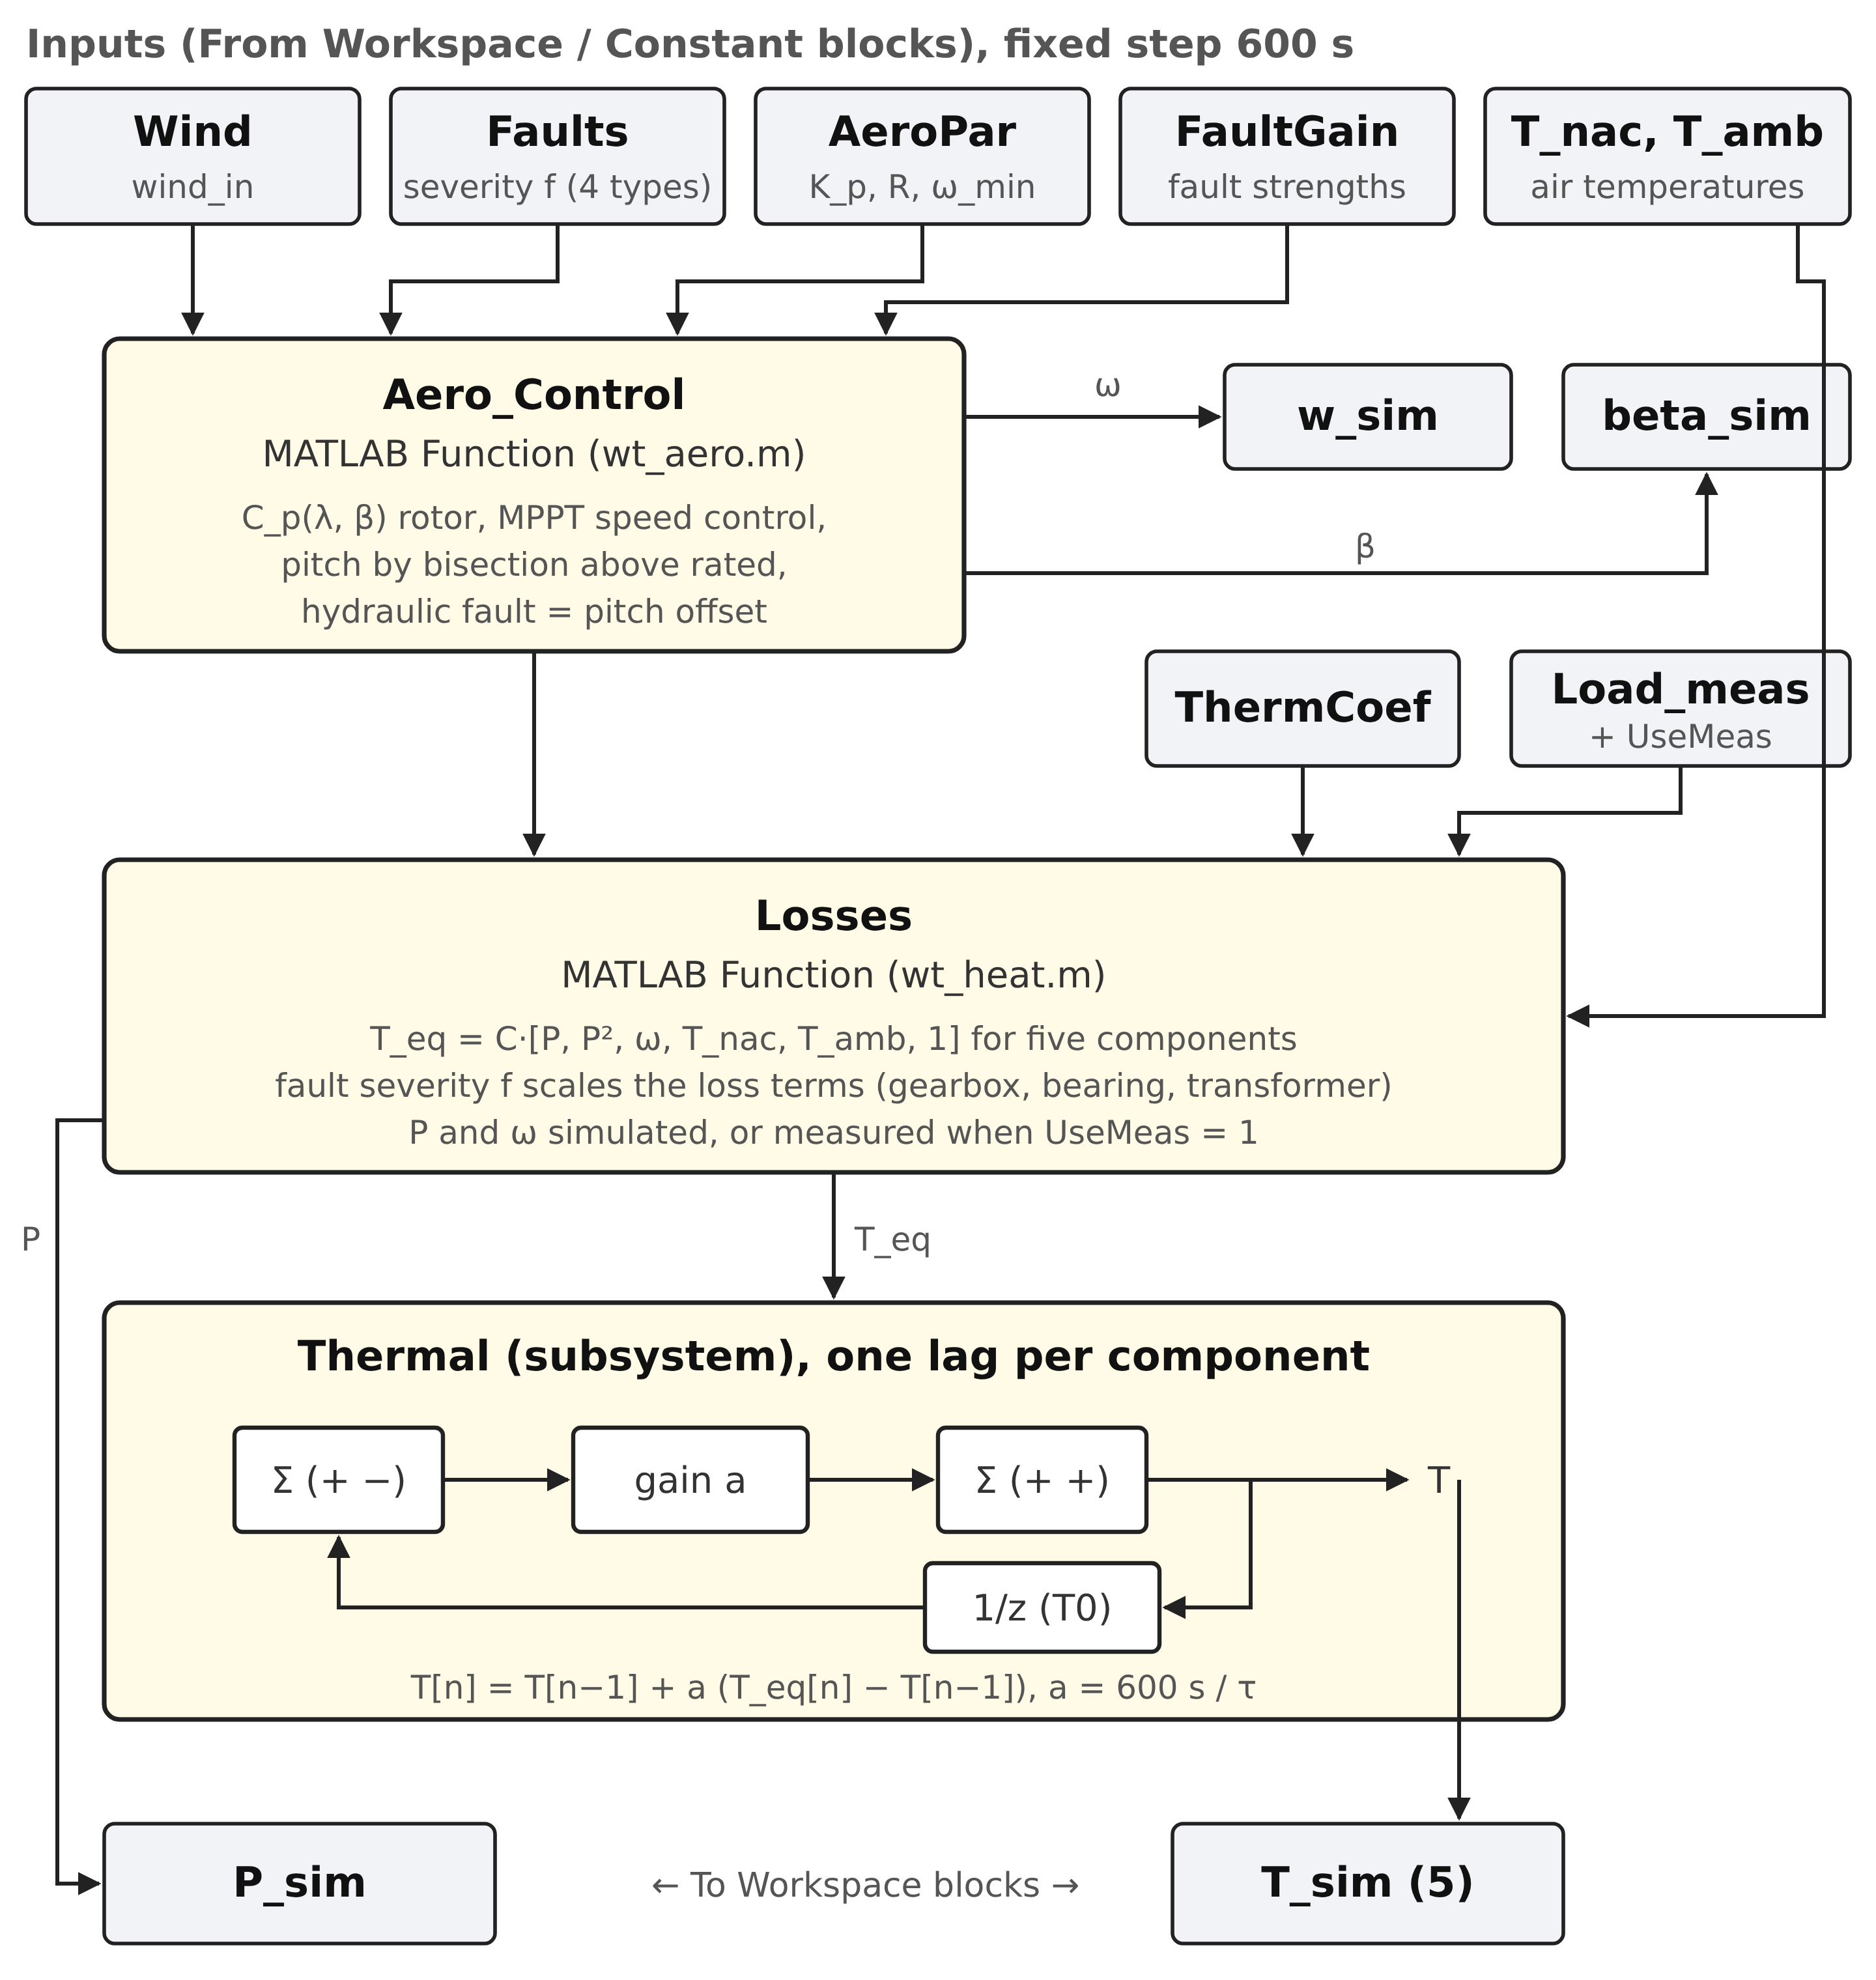 Inputs (From Workspace / Constant blocks), fixed step 600 s
Wind
wind_in
Faults
severity f (4 types)
AeroPar
K_p, R, ω_min
FaultGain
fault strengths
T_nac, T_amb
air temperatures
Aero_Control
MATLAB Function (wt_aero.m)
C_p(λ, β) rotor, MPPT speed control,
pitch by bisection above rated,
hydraulic fault = pitch offset
ω
w_sim
beta_sim
β
ThermCoef
Load_meas
+ UseMeas
Losses
MATLAB Function (wt_heat.m)
T_eq = C·[P, P², ω, T_nac, T_amb, 1] for five components
fault severity f scales the loss terms (gearbox, bearing, transformer)
P and ω simulated, or measured when UseMeas = 1
P
T_eq
Thermal (subsystem), one lag per component
Σ (+ −)
gain a
Σ (+ +)
T
1/z (T0)
T[n] = T[n−1] + a (T_eq[n] − T[n−1]), a = 600 s / τ
P_sim
← To Workspace blocks →
T_sim (5)